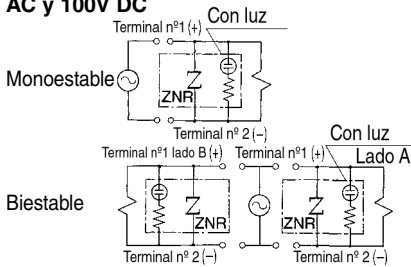 AC y 100V DC
Con luz
Terminal nº1 (+)
Monoestable
ZNR
Terminal nº 2 (−)
Con luz
Terminal nº1 lado B (+) Terminal nº1 (+) Lado A
Biestable
ZNR ZNR
Terminal nº 2 (−) Terminal nº 2 (−)